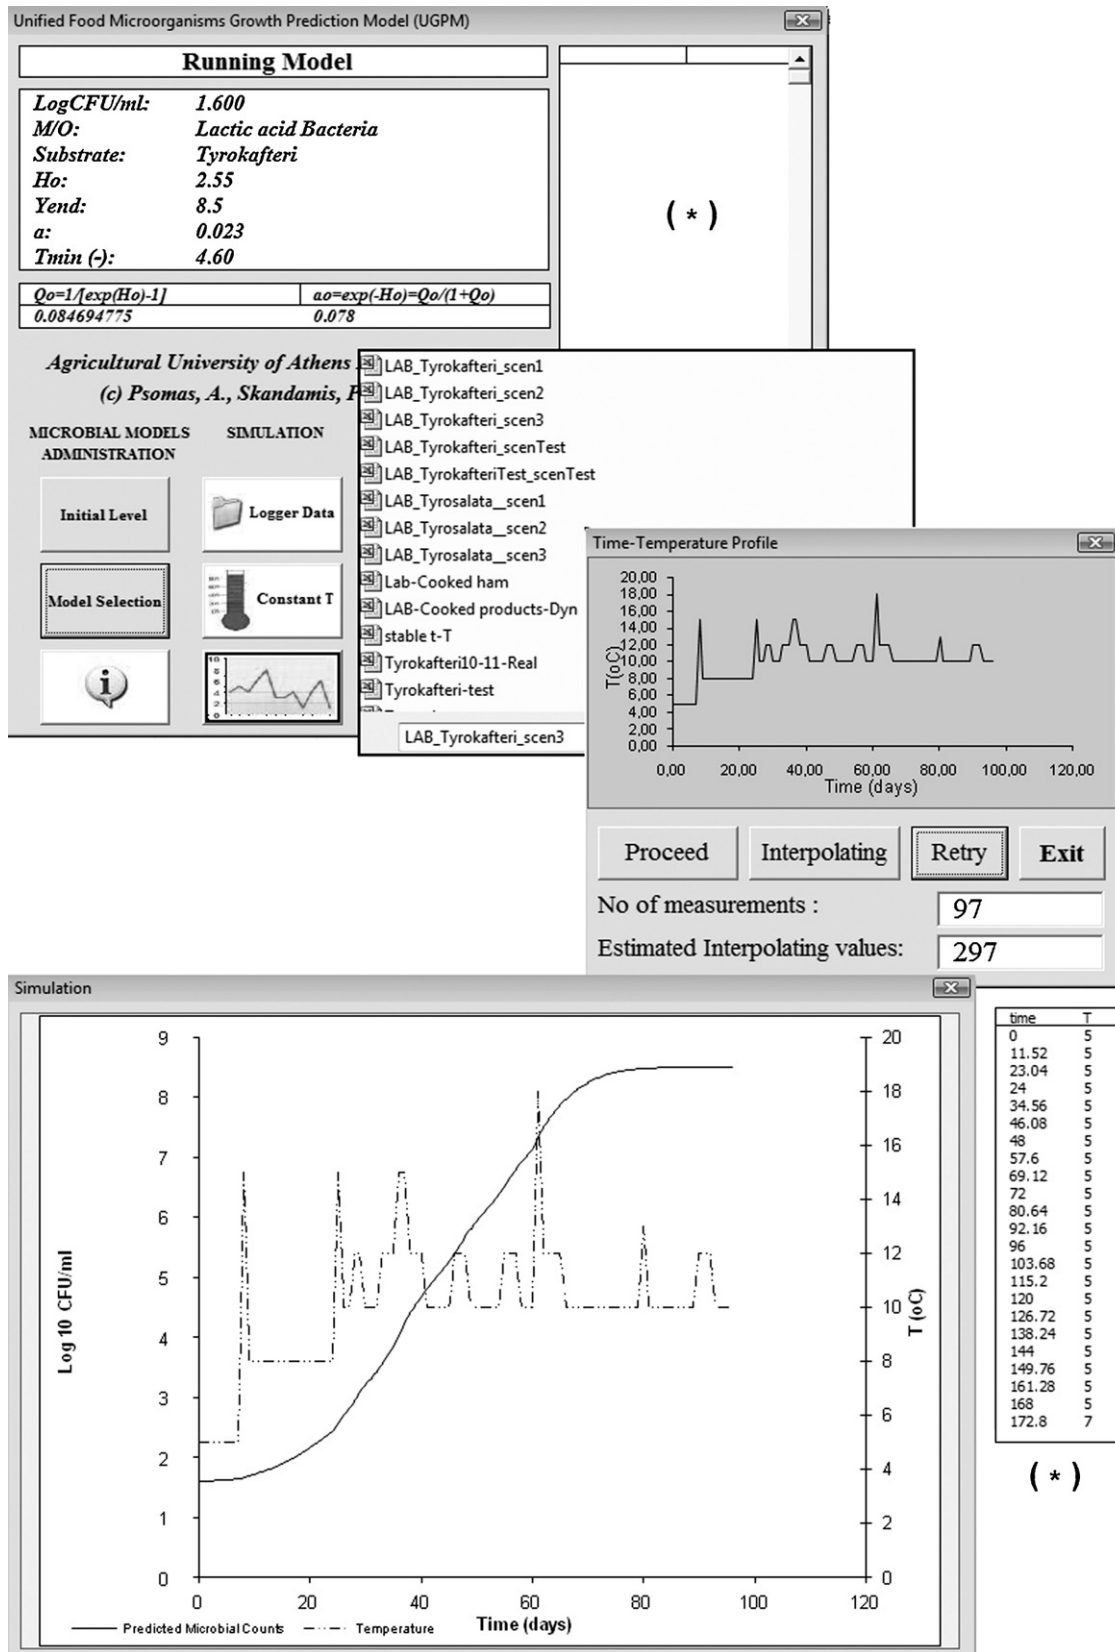 Unified Food Microorganisms Growth Prediction Model (UGPM)
Running Model
LogCFU/ml: 1.600
M/O: Lactic acid Bacteria
Substrate: Tyrokafteri
Ho: 2.55
Yend: 8.5
a: 0.023
Tmin (-): 4.60
Qo=1/[exp(Ho)-1] ao=exp(-Ho)=Qo/(1+Qo)
0.084694775 0.078
( * )
Agricultural University of Athens
(c) Psomas, A., Skandamis,
MICROBIAL MODELS ADMINISTRATION
SIMULATION
Initial Level
Logger Data
Model Selection
Constant T
10
8
6
4
2
0
LAB_Tyrokafteri_scen1
LAB_Tyrokafteri_scen2
LAB_Tyrokafteri_scen3
LAB_Tyrokafteri_scenTest
LAB_TyrokafteriTest_scenTest
LAB_Tyrosalata__scen1
LAB_Tyrosalata__scen2
LAB_Tyrosalata__scen3
Lab-Cooked ham
LAB-Cooked products-Dyn
stable t-T
Tyrokafteri10-11-Real
Tyrokafteri-test
LAB_Tyrokafteri_scen3
Time-Temperature Profile
20,00
18,00
16,00
14,00
12,00
10,00
8,00
6,00
4,00
2,00
0,00
T(oC)
0,00 20,00 40,00 60,00 80,00 100,00 120,00
Time (days)
Proceed Interpolating Retry Exit
No of measurements : 97
Estimated Interpolating values: 297
Simulation
9
8
7
6
5
4
3
2
1
0
Log 10 CFU/ml
20
18
16
14
12
10
8
6
4
2
0
T (oC)
0 20 40 60 80 100 120
Predicted Microbial Counts Temperature Time (days)
time T
0 5
11.52 5
23.04 5
24 5
34.56 5
46.08 5
48 5
57.6 5
69.12 5
72 5
80.64 5
92.16 5
96 5
103.68 5
115.2 5
120 5
126.72 5
138.24 5
144 5
149.76 5
161.28 5
168 5
172.8 7
( * )